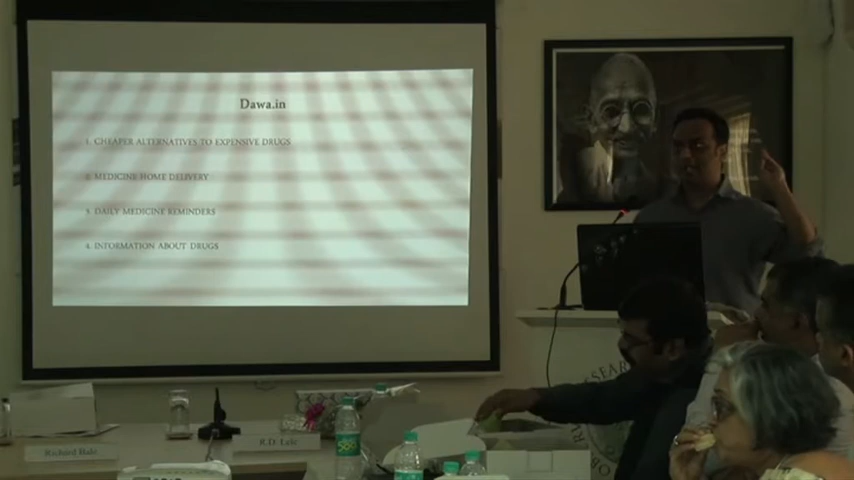 Dawa.in
1. CHEAPER ALTERNATIVES TO EXPENSIVE DRUGS
2. MEDICINE HOME DELIVERY
3. DAILY MEDICINE REMINDERS
4. INFORMATION ABOUT DRUGS
R.D. Lele
Richard Hale